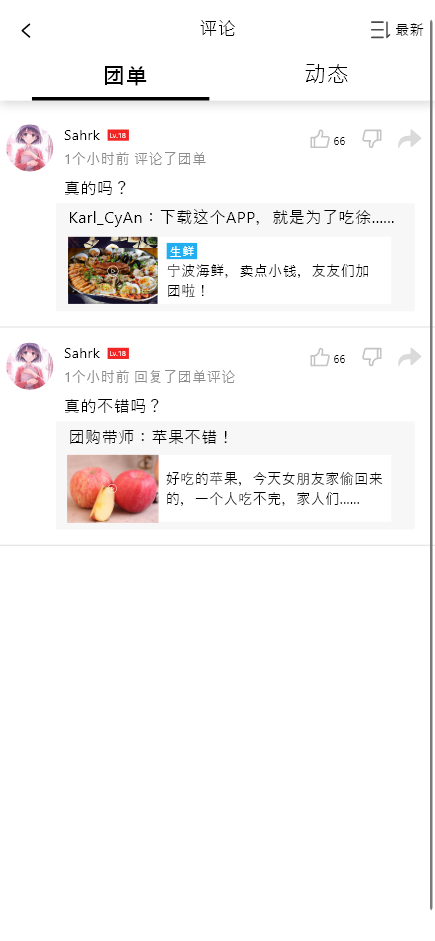 评论
最新
团单
动态
Sahrk Lv.18
66
1个小时前 评论了团单
真的吗？
Karl_CyAn：下载这个APP，就是为了吃徐……
生鲜
宁波海鲜，卖点小钱，友友们加
团啦！
Sahrk Lv.18
66
1个小时前 回复了团单评论
真的不错吗？
团购带师：苹果不错！
好吃的苹果，今天女朋友家偷回来
的，一个人吃不完，家人们……